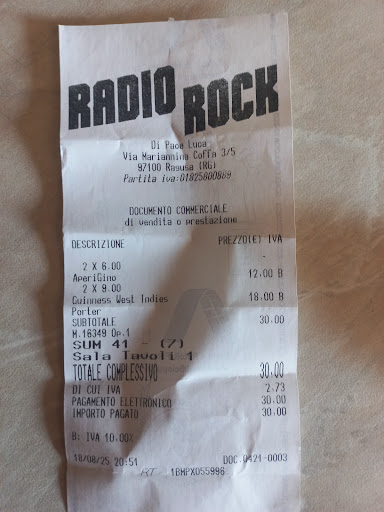 RADIO ROCK
Di Pace Luca
Via Mariannina Coffa 3/5
97100 Ragusa (RG)
Partita iva:01825800889
DOCUMENTO COMMERCIALE
di vendita o prestazione
DESCRIZIONE PREZZO(€) IVA
2 X 6.00
AperiGino 12.00 B
2 X 9.00
Guinness West Indies 18.00 B
Porter
SUBTOTALE 30.00
M.16349 Op.1
SUM 41 - (7)
Sala Tavoli 1
TOTALE COMPLESSIVO 30.00
DI CUI IVA 2.73
PAGAMENTO ELETTRONICO 30.00
IMPORTO PAGATO 30.00
B: IVA 10.00%
18/08/25 20:51 DOC.0421-0003
RT 1BMPX055996